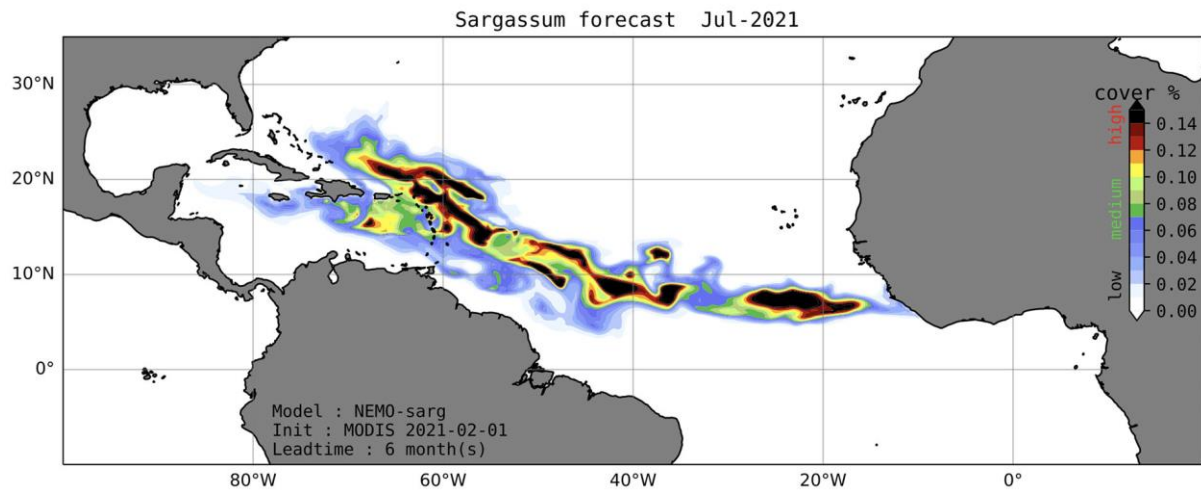 Sargassum forecast  Jul-2021
30°N
20°N
10°N
0°
80°W
60°W
40°W
20°W
0°
cover %
high
medium
low
0.14
0.12
0.10
0.08
0.06
0.04
0.02
0.00
Model : NEMO-sarg
Init : MODIS 2021-02-01
Leadtime : 6 month(s)